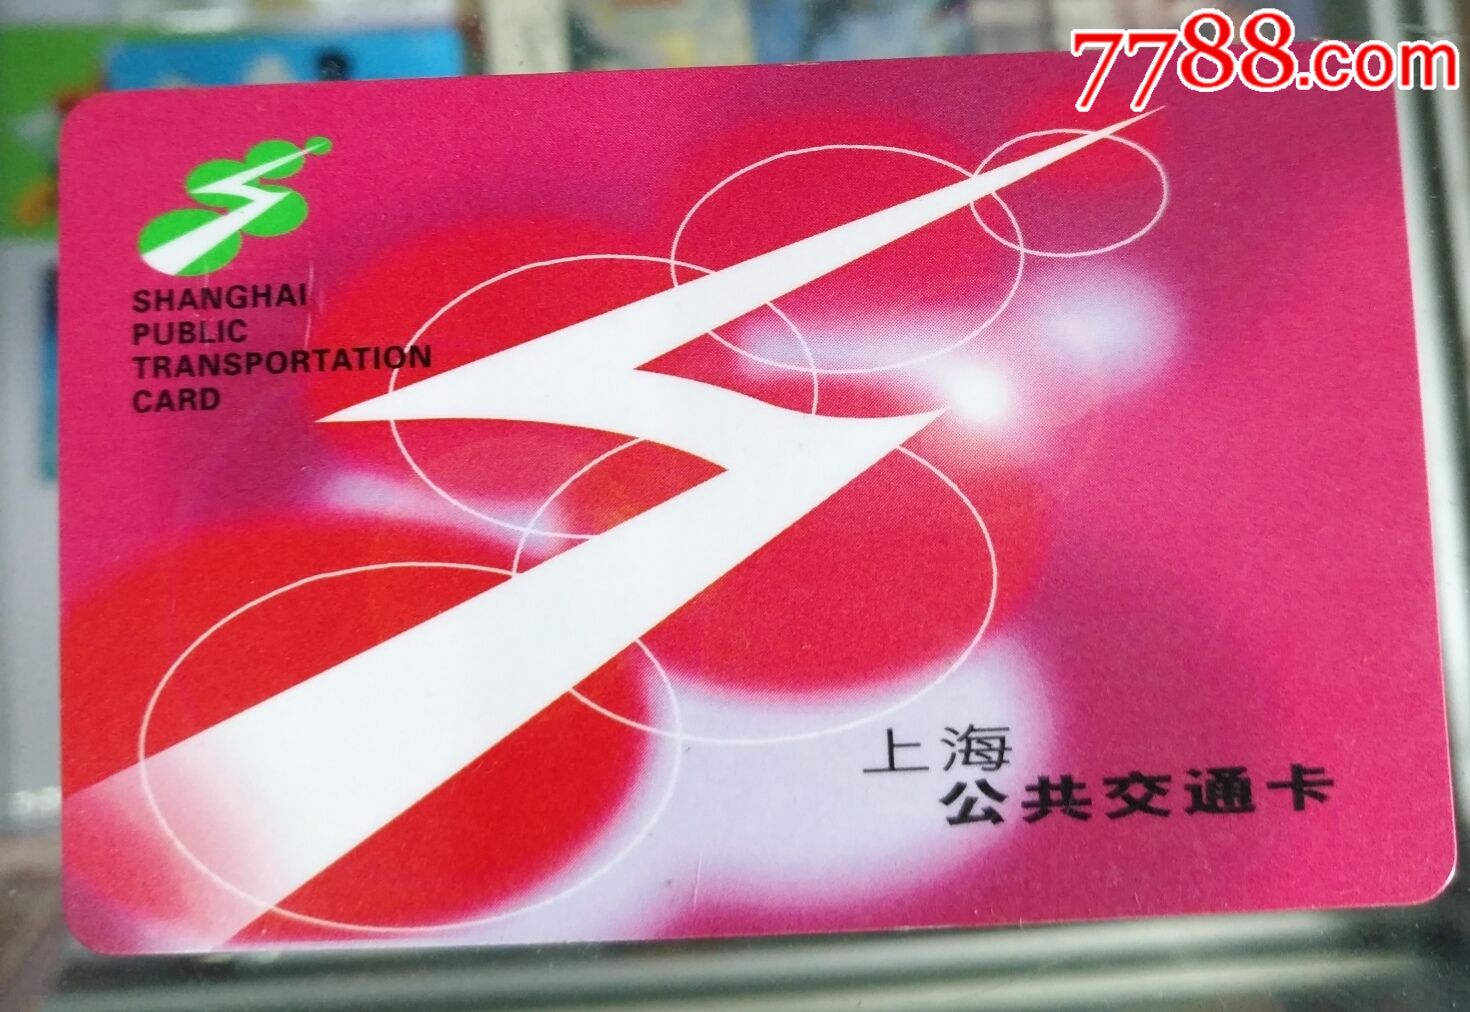 7788.com
SHANGHAI
PUBLIC
TRANSPORTATION
CARD
上海
公共交通卡